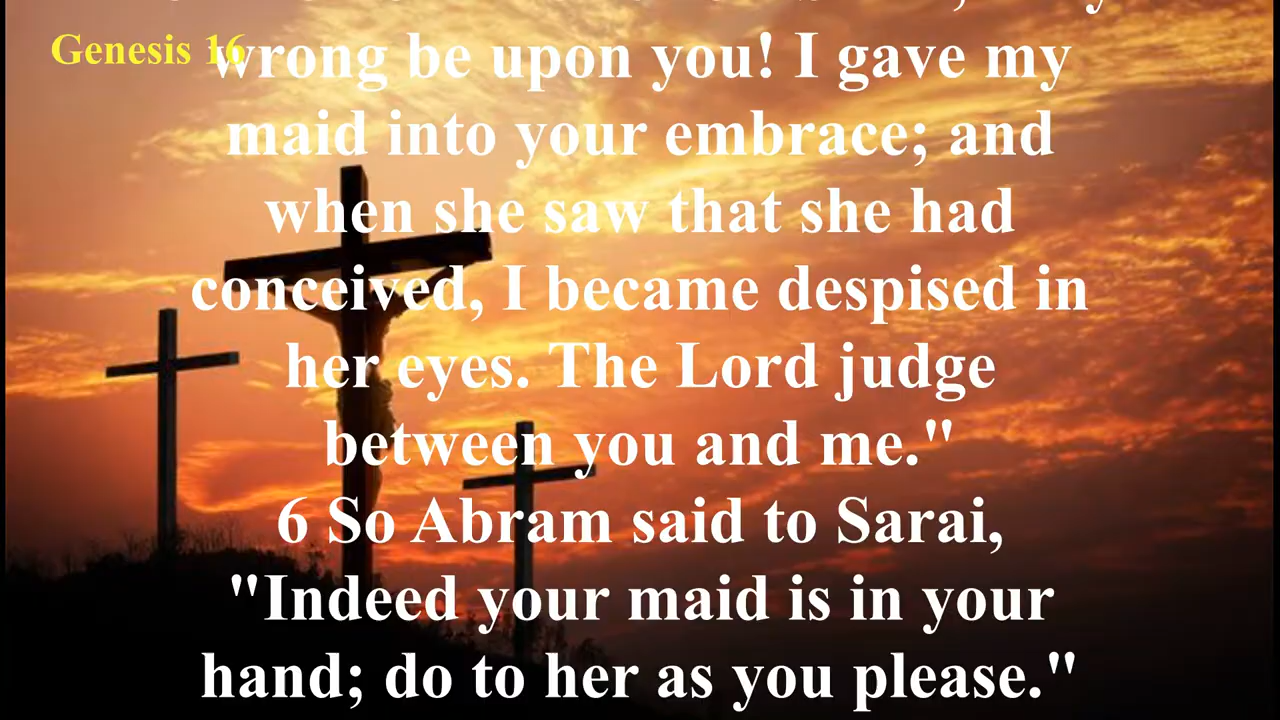 Genesis 16
wrong be upon you! I gave my
maid into your embrace; and
when she saw that she had
conceived, I became despised in
her eyes. The Lord judge
between you and me."
6 So Abram said to Sarai,
"Indeed your maid is in your
hand; do to her as you please."